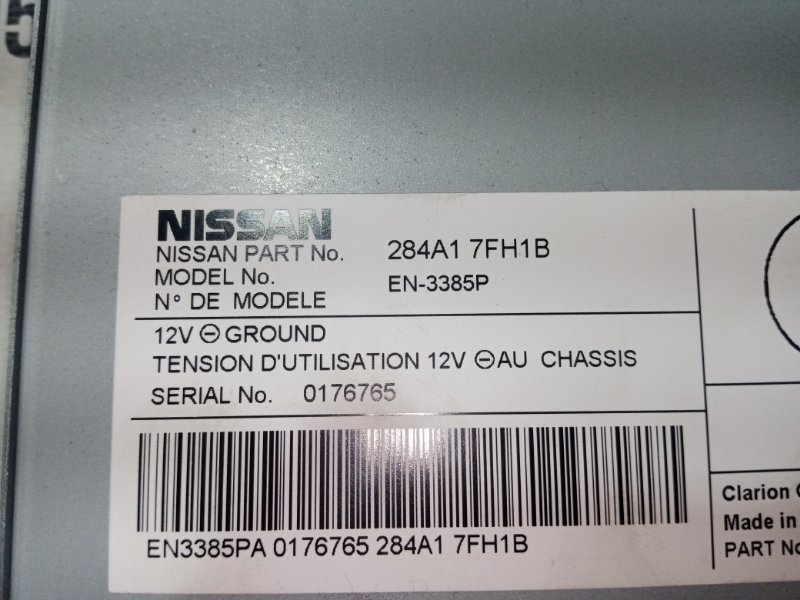 NISSAN
NISSAN PART No. 284A1 7FH1B
MODEL No. EN-3385P
N° DE MODELE
12V ⊖ GROUND
TENSION D'UTILISATION 12V ⊖ AU CHASSIS
SERIAL No. 0176765
EN3385PA 0176765 284A1 7FH1B
Clarion
Made in
PART No